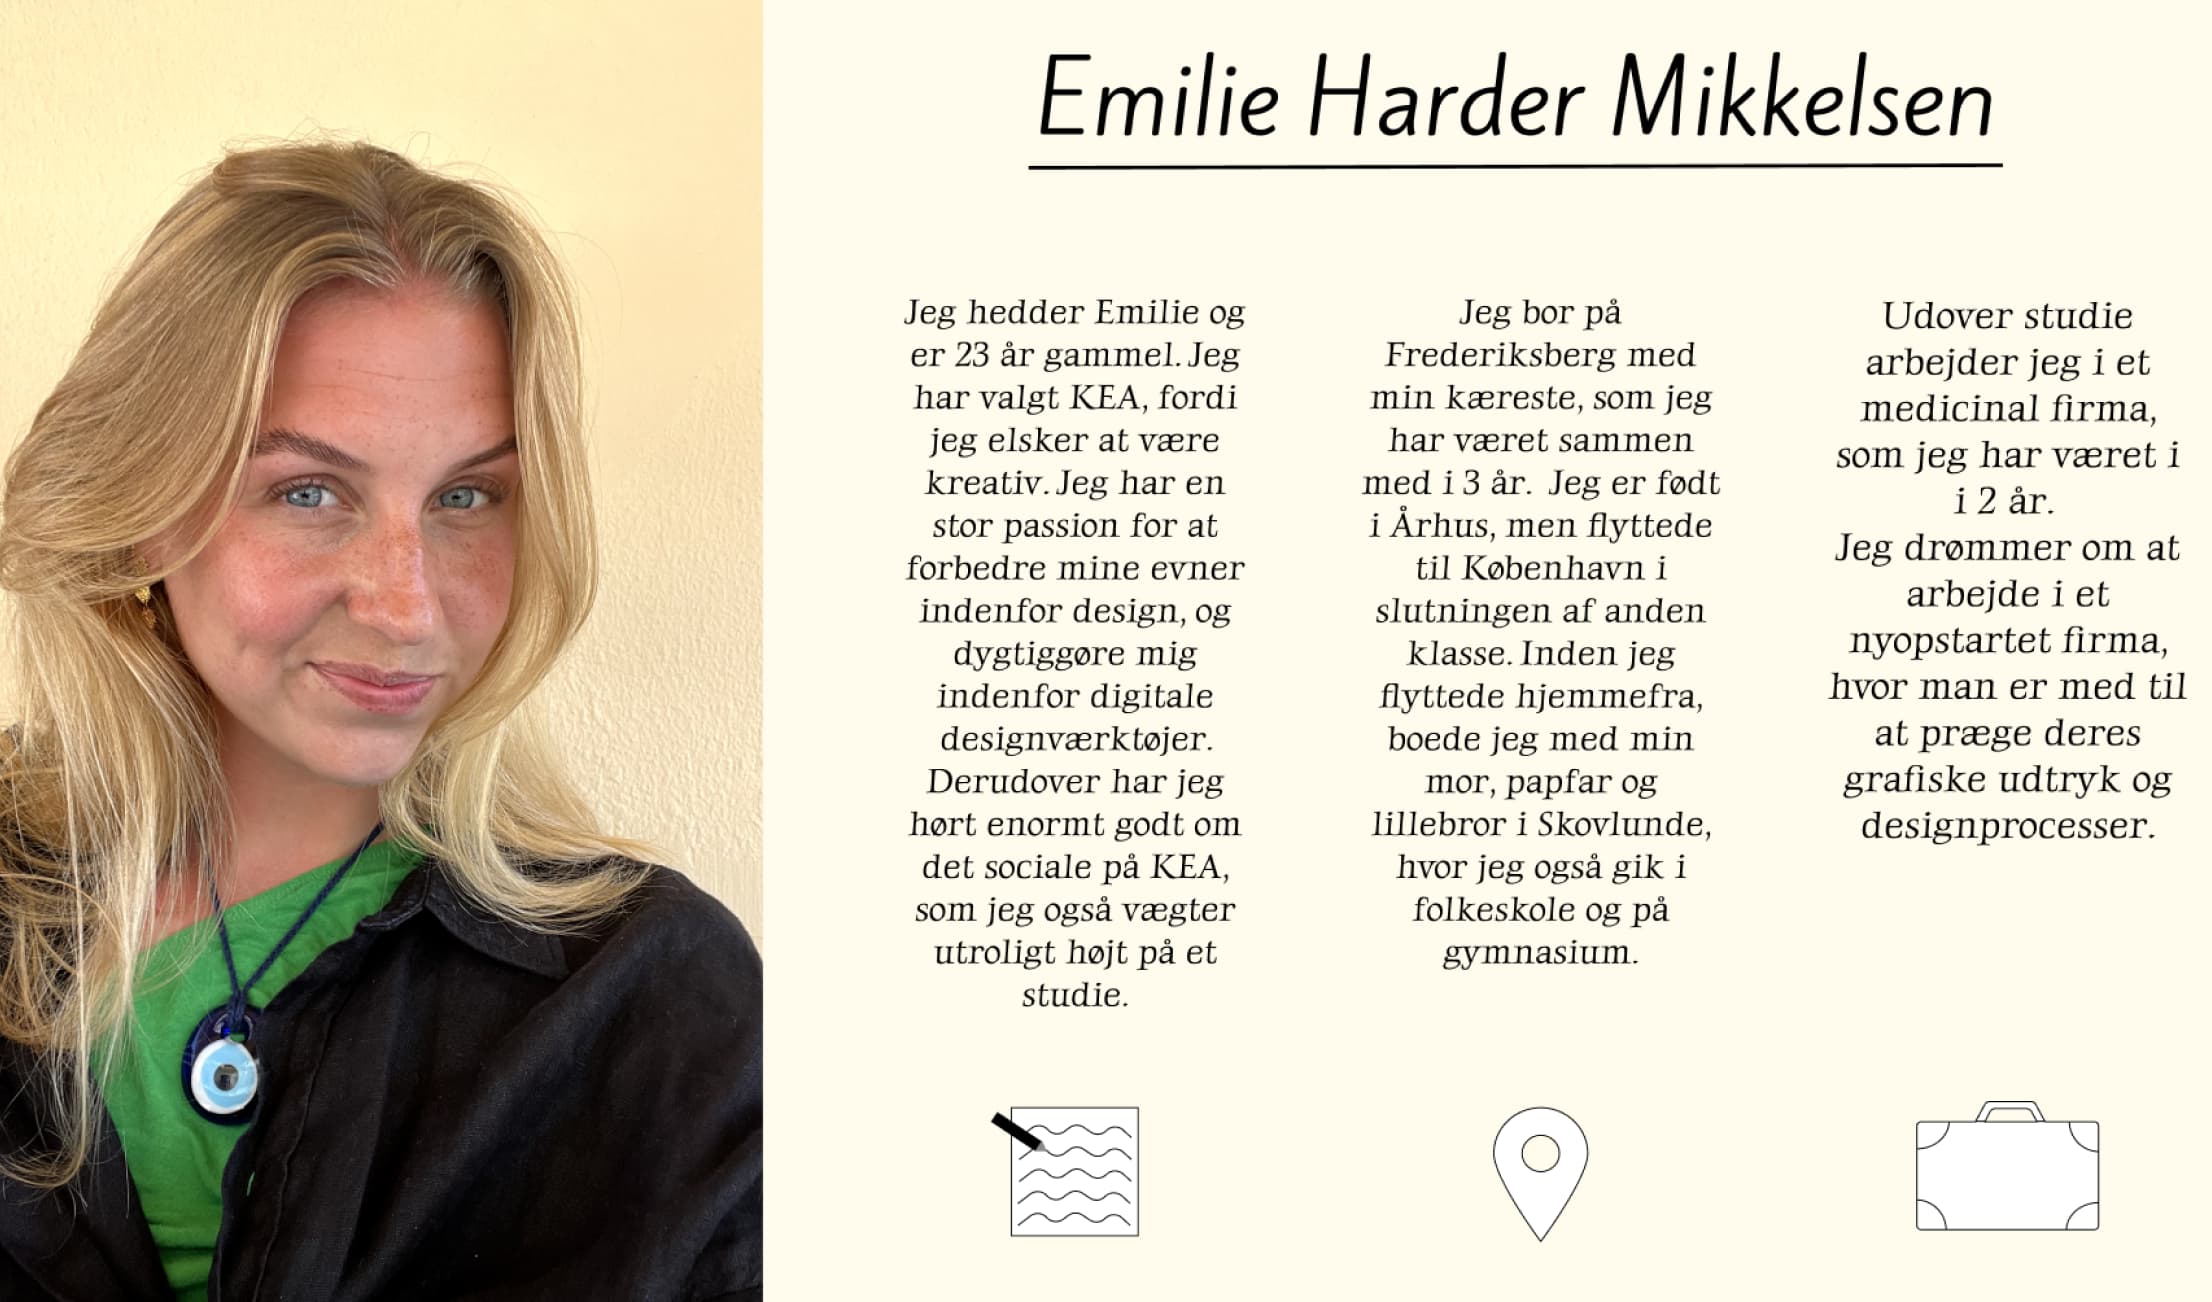 Emilie Harder Mikkelsen
Jeg hedder Emilie og
er 23 år gammel. Jeg
har valgt KEA, fordi
jeg elsker at være
kreativ. Jeg har en
stor passion for at
forbedre mine evner
indenfor design, og
dygtiggøre mig
indenfor digitale
designværktøjer.
Derudover har jeg
hørt enormt godt om
det sociale på KEA,
som jeg også vægter
utroligt højt på et
studie.
Jeg bor på
Frederiksberg med
min kæreste, som jeg
har været sammen
med i 3 år. Jeg er født
i Århus, men flyttede
til København i
slutningen af anden
klasse. Inden jeg
flyttede hjemmefra,
boede jeg med min
mor, papfar og
lillebror i Skovlunde,
hvor jeg også gik i
folkeskole og på
gymnasium.
Udover studie
arbejder jeg i et
medicinal firma,
som jeg har været i
i 2 år.
Jeg drømmer om at
arbejde i et
nyopstartet firma,
hvor man er med til
at præge deres
grafiske udtryk og
designprocesser.